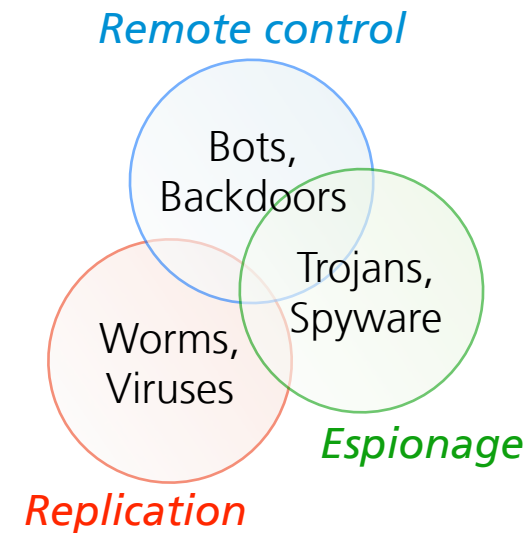 Remote control
Bots,
Backdoors
Trojans,
Spyware
Worms,
Viruses
Espionage
Replication